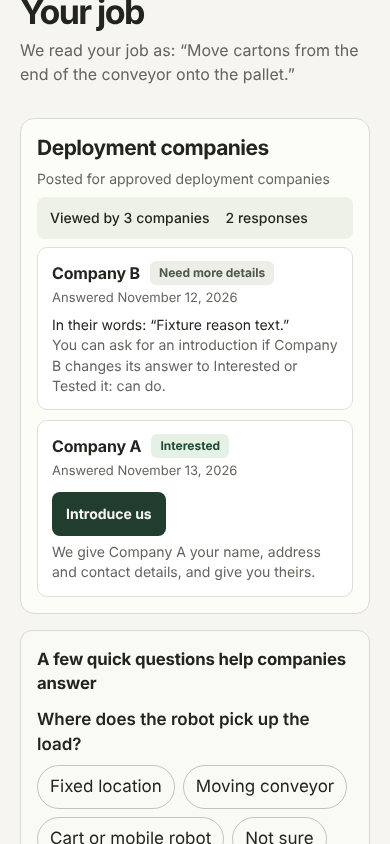 Your job
We read your job as: “Move cartons from the
end of the conveyor onto the pallet.”
Deployment companies
Posted for approved deployment companies
Viewed by 3 companies 2 responses
Company B Need more details
Answered November 12, 2026
In their words: “Fixture reason text.”
You can ask for an introduction if Company
B changes its answer to Interested or
Tested it: can do.
Company A Interested
Answered November 13, 2026
Introduce us
We give Company A your name, address
and contact details, and give you theirs.
A few quick questions help companies
answer
Where does the robot pick up the
load?
Fixed location Moving conveyor
Cart or mobile robot Not sure